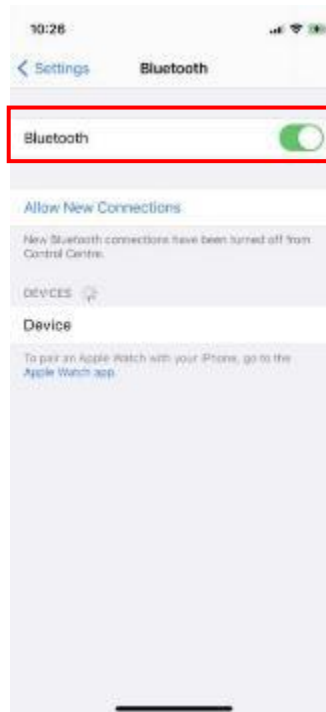 10:26
Settings Bluetooth
Bluetooth
Allow New Connections
New Bluetooth connections have been turned off from
Control Centre.
DEVICES
Device
To pair an Apple Watch with your iPhone, go to the
Apple Watch app.